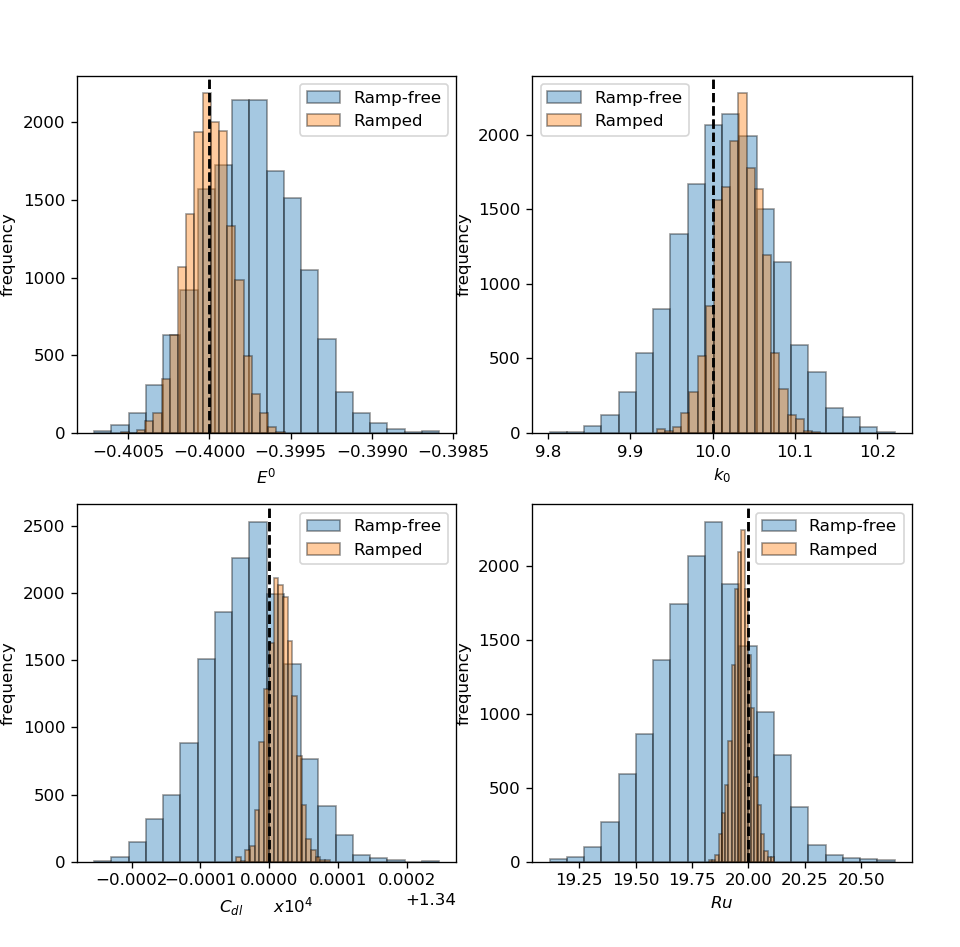 Ramp-free
Ramped
frequency
2000
1500
1000
500
0
−0.4005 −0.4000 −0.3995 −0.3990 −0.3985
E⁰
Ramp-free
Ramped
frequency
2000
1500
1000
500
0
9.8 9.9 10.0 10.1 10.2
k₀
Ramp-free
Ramped
frequency
2500
2000
1500
1000
500
0
−0.0002 −0.0001 0.0000 0.0001 0.0002
+1.34
C_dl x10⁴
Ramp-free
Ramped
frequency
2000
1500
1000
500
0
19.25 19.50 19.75 20.00 20.25 20.50
Ru